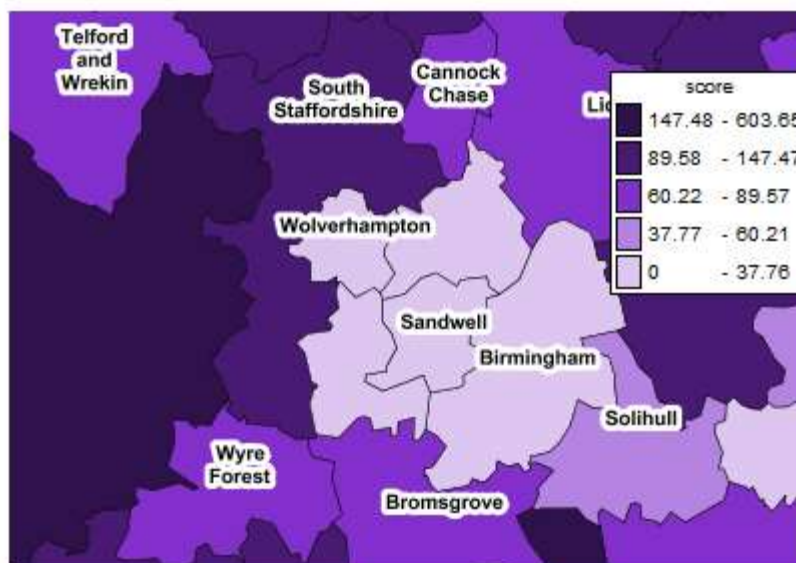 Telford
and
Wrekin
South
Staffordshire
Cannock
Chase
score
147.48 - 603.65
89.58 - 147.47
60.22 - 89.57
37.77 - 60.21
0 - 37.76
Wolverhampton
Sandwell
Birmingham
Solihull
Wyre
Forest
Bromsgrove